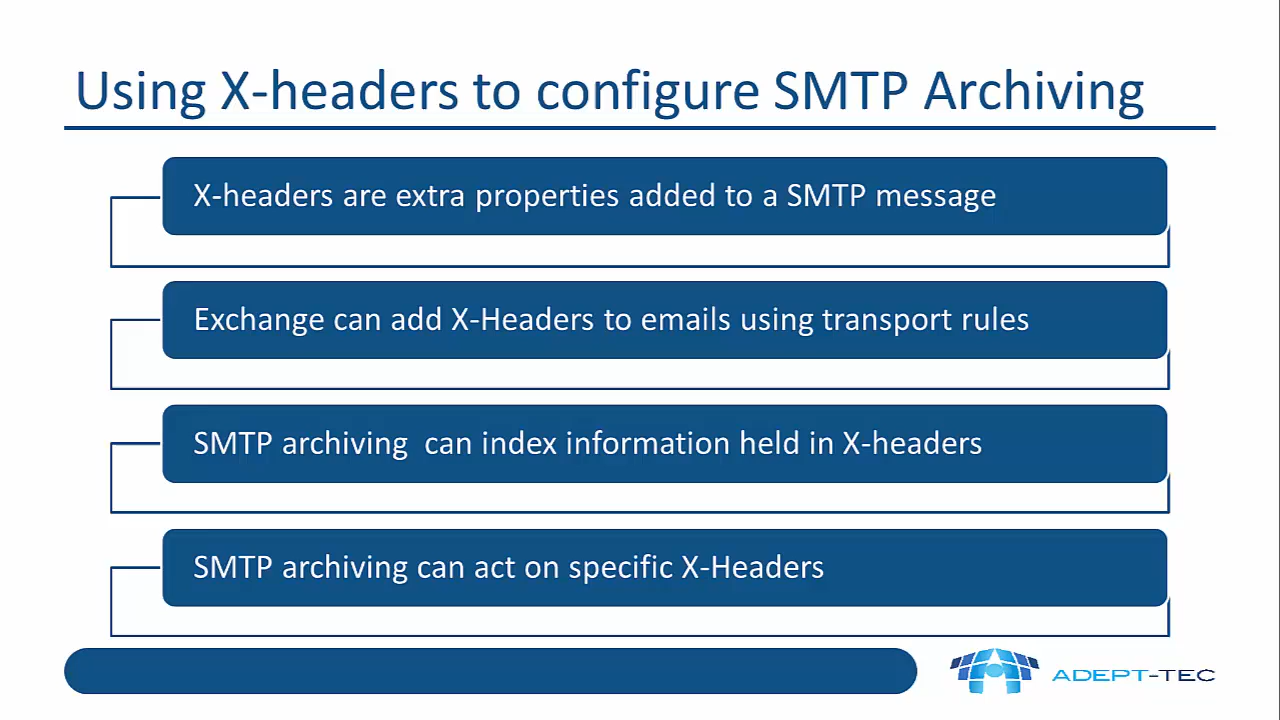 Using X-headers to configure SMTP Archiving
X-headers are extra properties added to a SMTP message
Exchange can add X-Headers to emails using transport rules
SMTP archiving  can index information held in X-headers
SMTP archiving can act on specific X-Headers
ADEPT-TEC